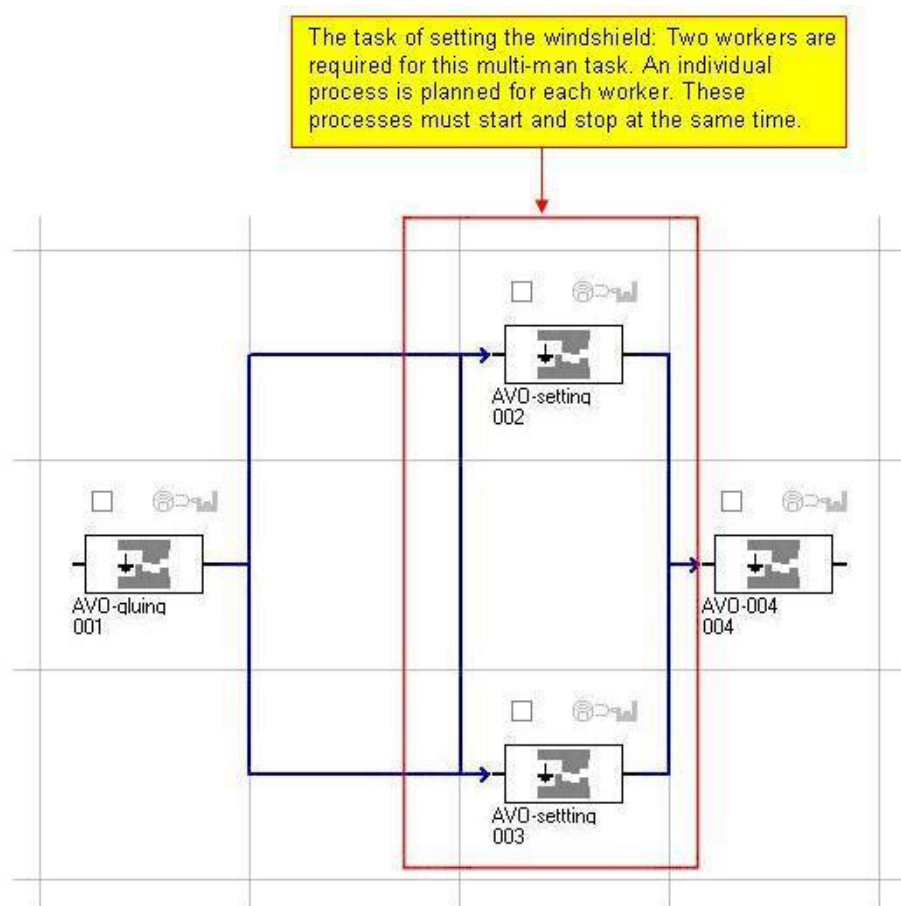 The task of setting the windshield: Two workers are
required for this multi-man task. An individual
process is planned for each worker. These
processes must start and stop at the same time.
AVO-setting
002
AVO-gluing
001
AVO-004
004
AVO-settting
003